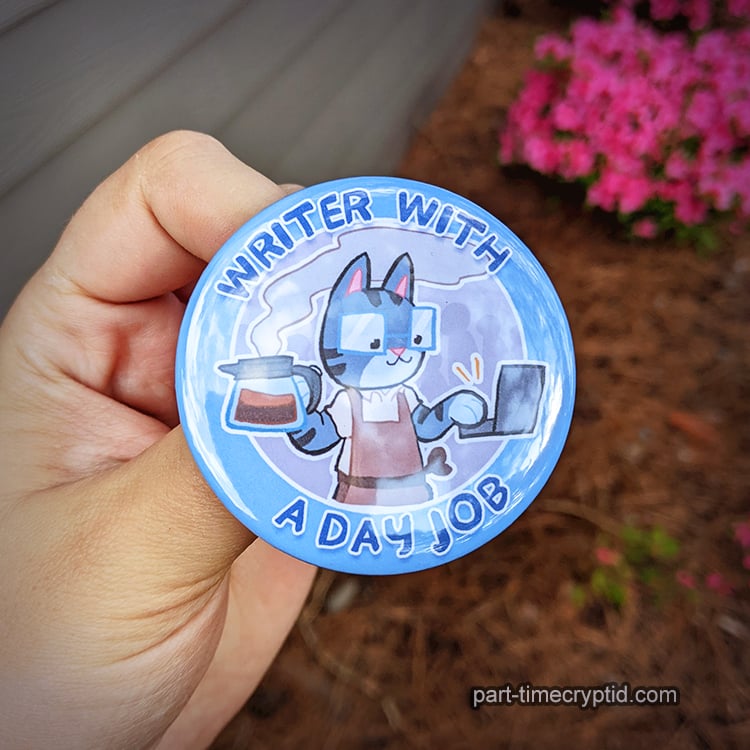 WRITER WITH
A DAY JOB
part-timecryptid.com